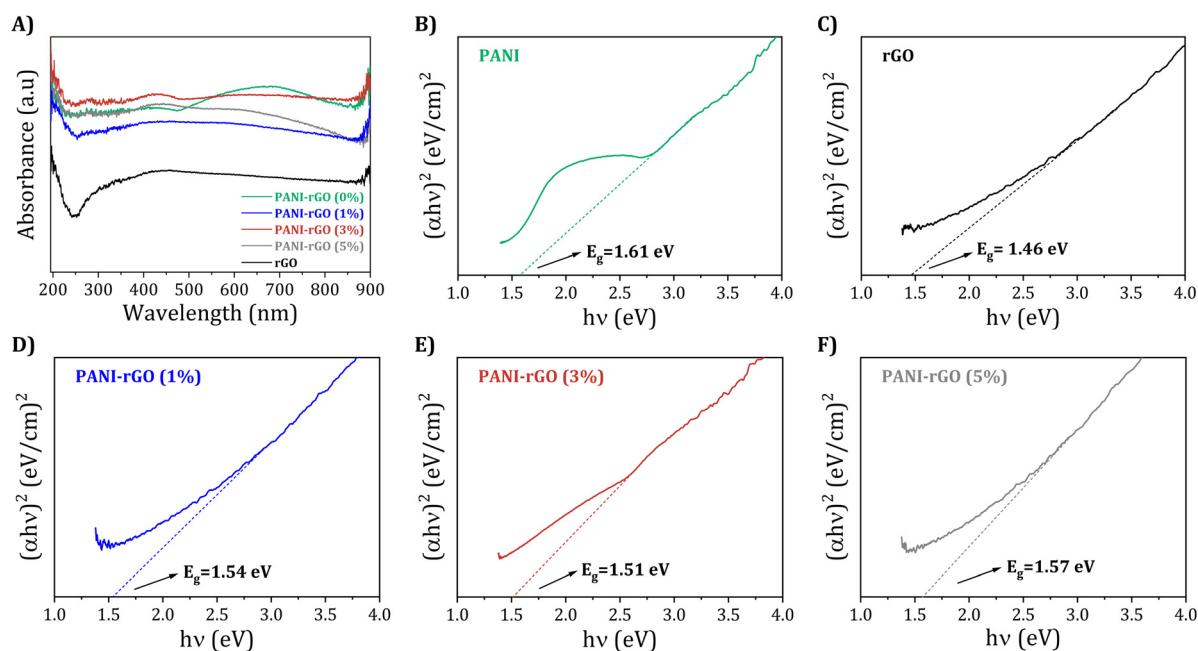 A)
Absorbance (a.u)
PANI-rGO (0%)
PANI-rGO (1%)
PANI-rGO (3%)
PANI-rGO (5%)
rGO
200 300 400 500 600 700 800 900
Wavelength (nm)
B)
PANI
(αhν)² (eV/cm)²
E_g=1.61 eV
1.0 1.5 2.0 2.5 3.0 3.5 4.0
hν (eV)
C)
rGO
(αhν)² (eV/cm)²
E_g= 1.46 eV
1.0 1.5 2.0 2.5 3.0 3.5 4.0
hν (eV)
D)
PANI-rGO (1%)
(αhν)² (eV/cm)²
E_g=1.54 eV
1.0 1.5 2.0 2.5 3.0 3.5 4.0
hν (eV)
E)
PANI-rGO (3%)
(αhν)² (eV/cm)²
E_g=1.51 eV
1.0 1.5 2.0 2.5 3.0 3.5 4.0
hν (eV)
F)
PANI-rGO (5%)
(αhν)² (eV/cm)²
E_g=1.57 eV
1.0 1.5 2.0 2.5 3.0 3.5 4.0
hν (eV)